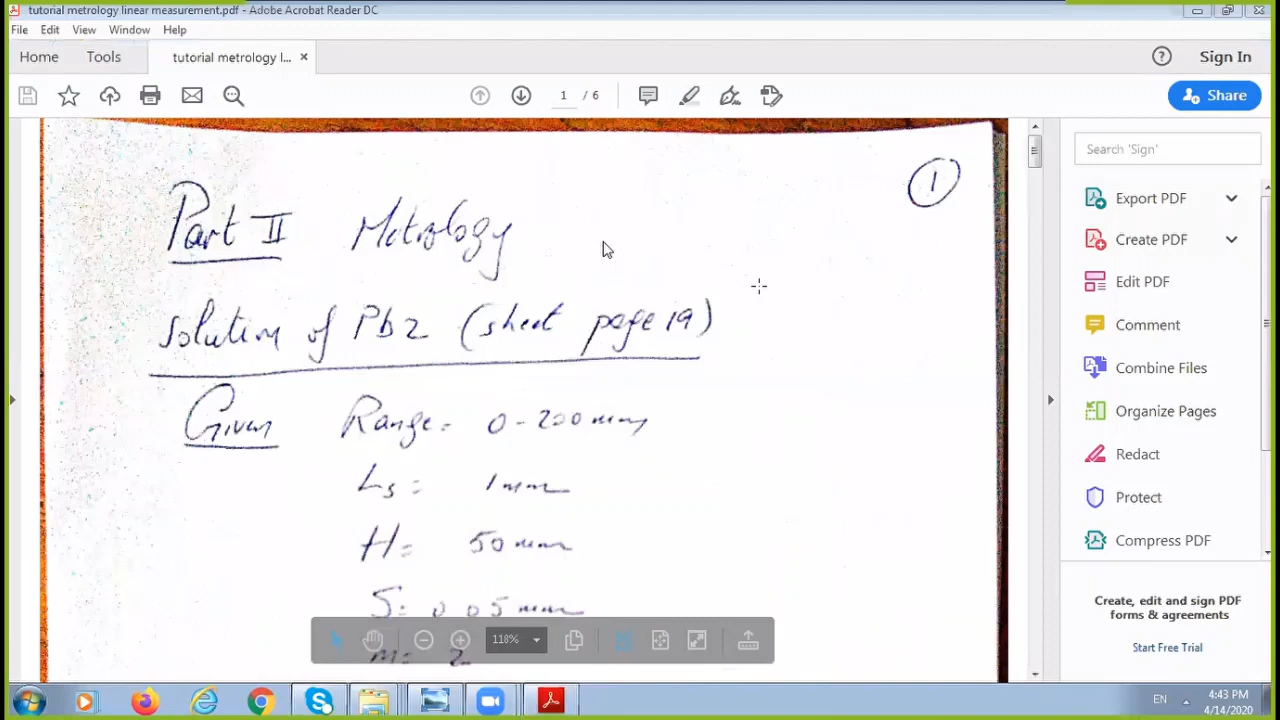 tutorial metrology linear measurement.pdf - Adobe Acrobat Reader DC
File Edit View Window Help
Home Tools tutorial metrology l... × Sign In
1 / 6 Share
Search 'Sign'
Export PDF
Create PDF
Edit PDF
Comment
Combine Files
Organize Pages
Redact
Protect
Compress PDF
Create, edit and sign PDF
forms & agreements
Start Free Trial
1
Part II Metrology
Solution of Pb 2 (sheet page 19)
Given Range = 0-200 mm
Ls = 1 mm
H = 50 mm
S = 0.05 mm
m = 2
118%
EN 4:43 PM
4/14/2020